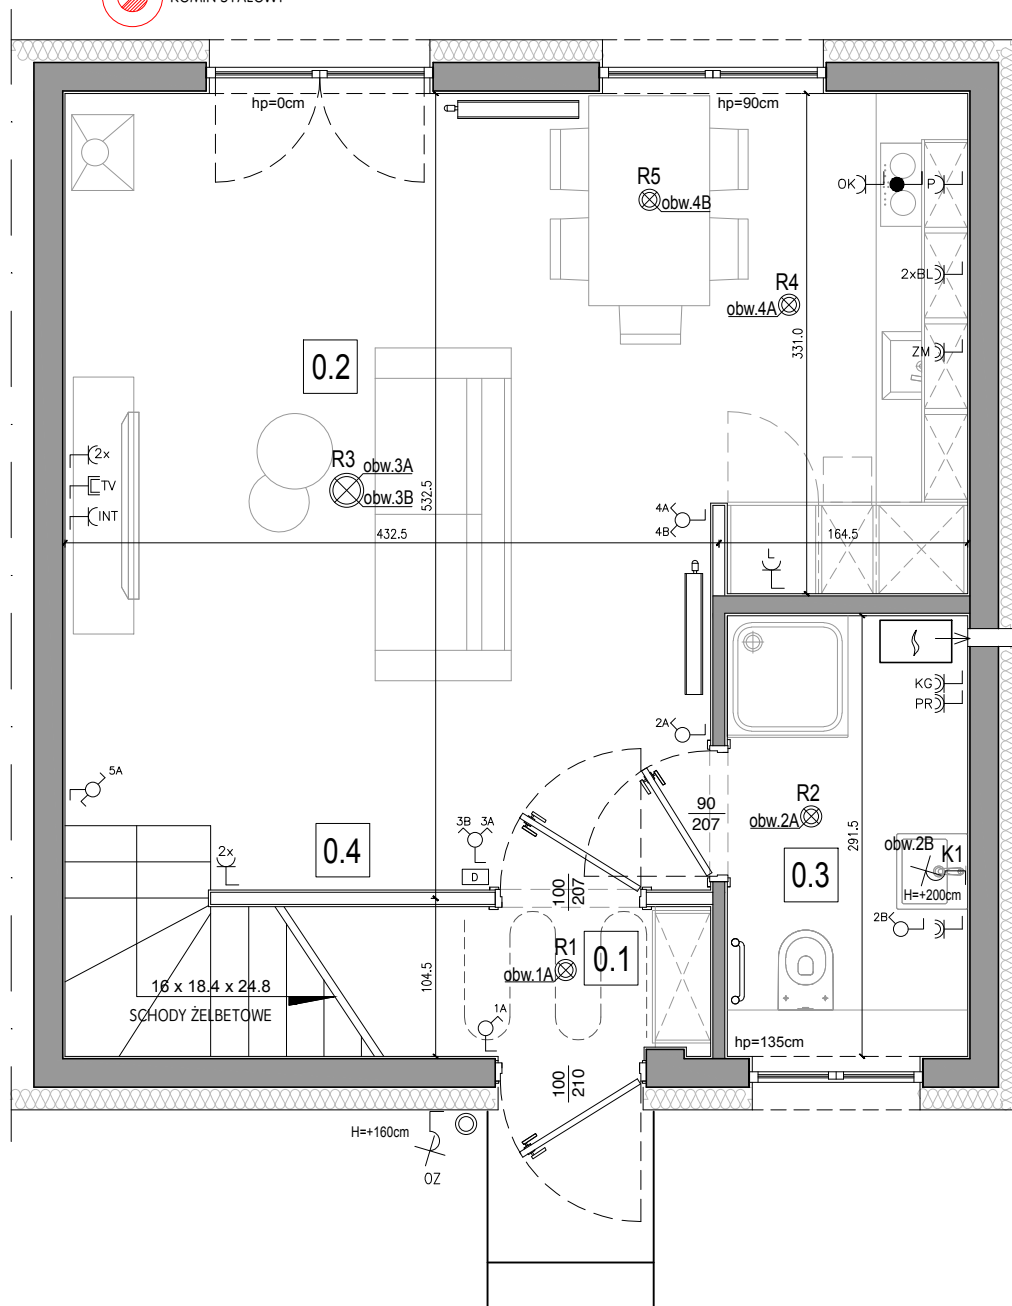 KOMIN STALOWY
hp=0cm
hp=90cm
R5
obw.4B
OK
P
2xBL
R4
obw.4A
331.0
ZM
0.2
2x
TV
INT
R3
obw.3A
obw.3B
532.5
432.5
4A
4B
164.5
L
KG
PR
2A
5A
90
207
R2
obw.2A
291.5
3B 3A
2x
0.4
D
100
207
0.3
obw.2B
K1
H=+200cm
2B
R1
obw.1A
0.1
104.5
16 x 18.4 x 24.8
SCHODY ŻELBETOWE
1A
hp=135cm
100
210
H=+160cm
OZ